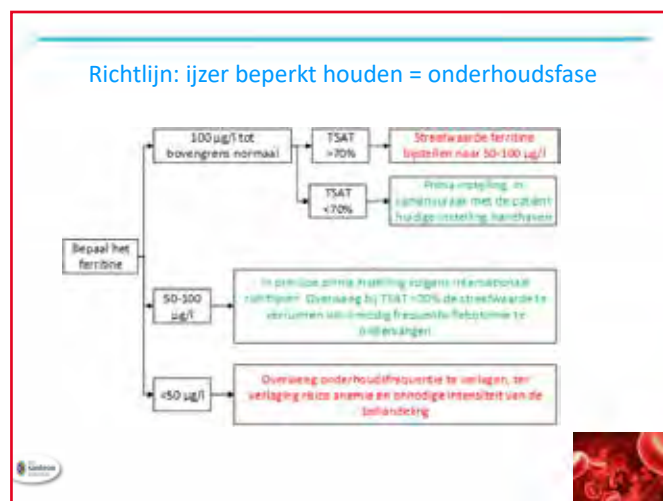 Richtlijn: ijzer beperkt houden = onderhoudsfase
100 µg/l tot
bovengrens normaal
TSAT
>70%
Streefwaarde ferritine
bijstellen naar 50-100 µg/l
TSAT
<70%
Prima instelling, in
samenspraak met de patiënt
huidige instelling handhaven
Bepaal het
ferritine
50-100
µg/l
In principe prima instelling volgens internationale
richtlijnen. Overweeg bij TSAT <70% de streefwaarde te
verruimen om onnodig frequente flebotomie te
ondervangen
<50 µg/l
Overweeg onderhoudsfrequentie te verlagen, ter
verlaging risico anemie en onnodige intensiteit van de
behandeling